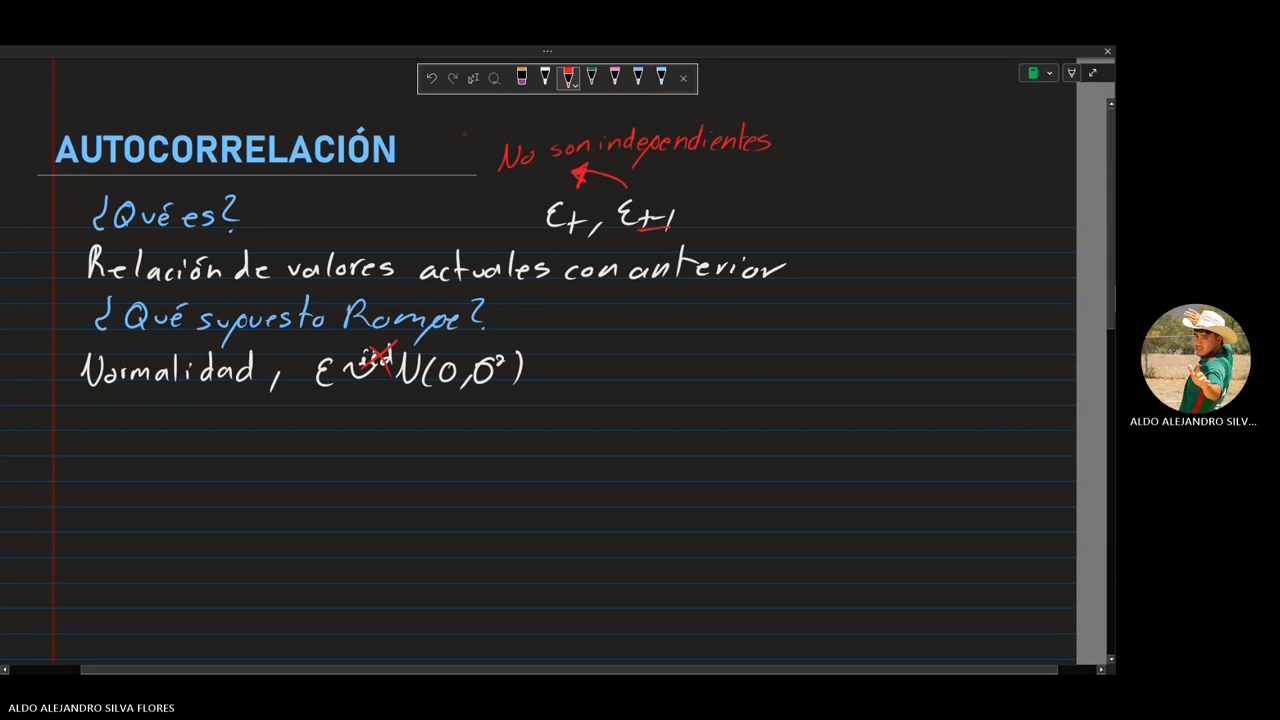 AUTOCORRELACIÓN
No son independientes
¿Qué es?
εt, εt-1
Relación de valores actuales con anterior
¿Qué supuesto Rompe?
Normalidad, ε ~iid N(0,σ²)
ALDO ALEJANDRO SILV...
ALDO ALEJANDRO SILVA FLORES